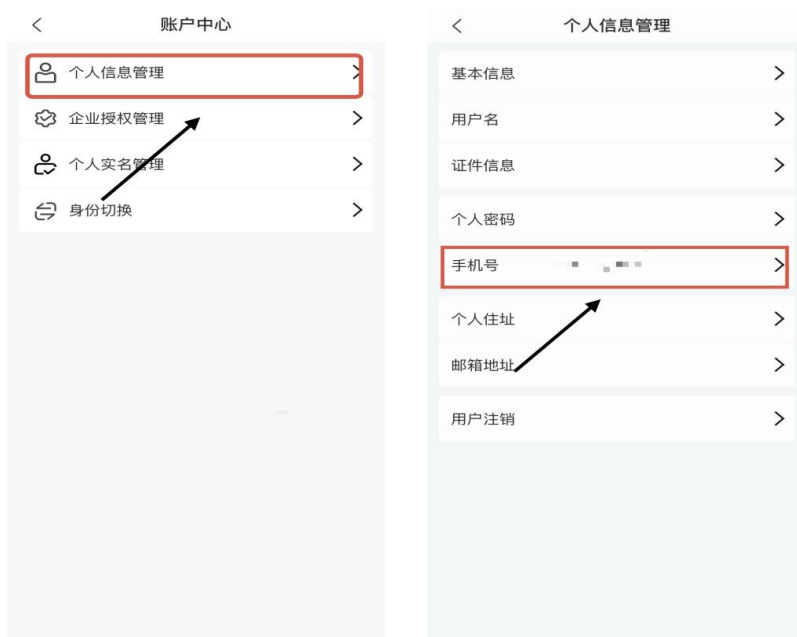 账户中心
个人信息管理
企业授权管理
个人实名管理
身份切换
个人信息管理
基本信息
用户名
证件信息
个人密码
手机号
个人住址
邮箱地址
用户注销